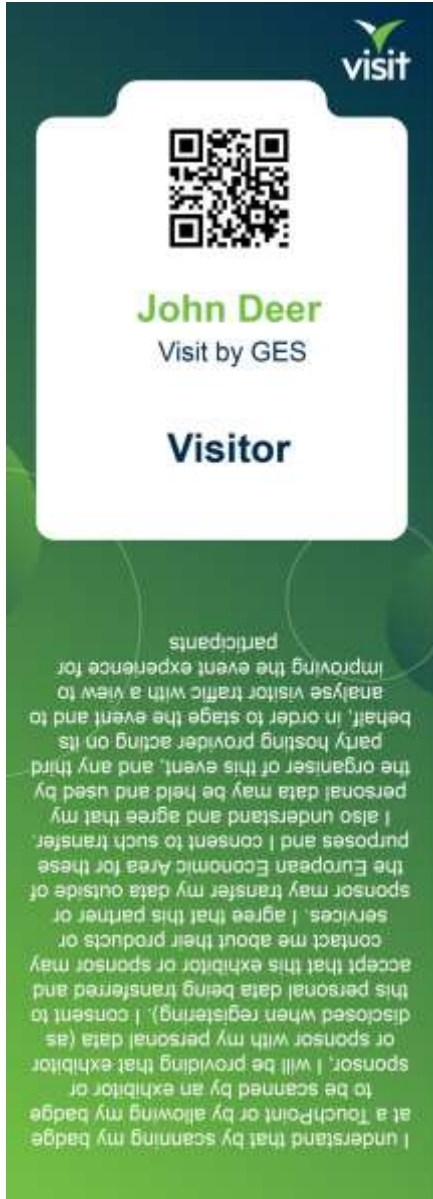 visit
John Deer
Visit by GES
Visitor
I understand that by scanning my badge
at a TouchPoint or by allowing my badge
to be scanned by an exhibitor or
sponsor, I will be providing that exhibitor
or sponsor with my personal data (as
disclosed when registering). I consent to
this personal data being transferred and
accept that this exhibitor or sponsor may
contact me about their products or
services. I agree that this partner or
sponsor may transfer my data outside of
the European Economic Area for these
purposes and I consent to such transfer.
I also understand and agree that my
personal data may be held and used by
the organiser of this event, and any third
party hosting provider acting on its
behalf, in order to stage the event and to
analyse visitor traffic with a view to
improving the event experience for
participants